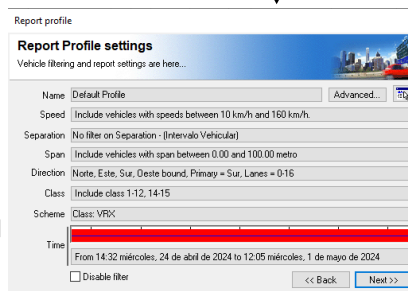 Report profile
Report Profile settings
Vehicle filtering and report settings are here...
Name Default Profile Advanced...
Speed Include vehicles with speeds between 10 km/h and 160 km/h.
Separation No filter on Separation - (Intervalo Vehicular)
Span Include vehicles with span between 0.00 and 100.00 metro
Direction Norte, Este, Sur, Oeste bound, Primary = Sur, Lanes = 0-16
Class Include class 1-12, 14-15
Scheme Class: VRX
Time
From 14:32 miércoles, 24 de abril de 2024 to 12:05 miércoles, 1 de mayo de 2024
Disable filter << Back Next >>